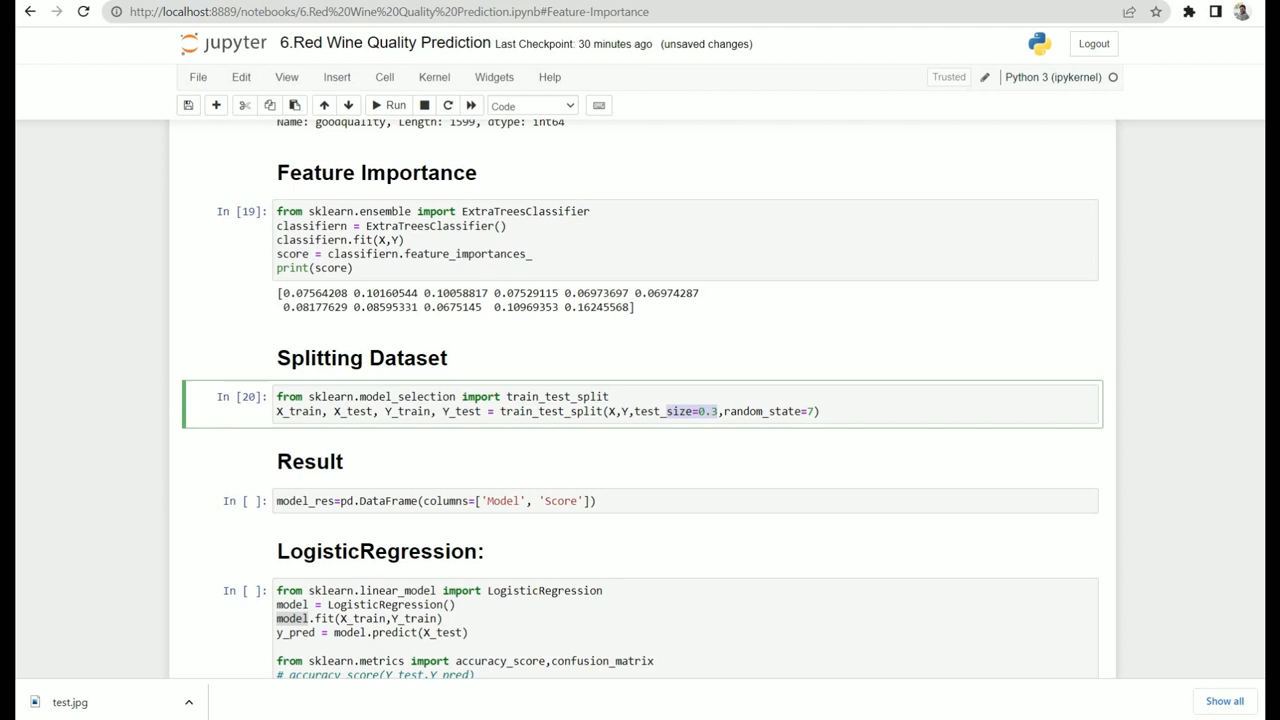 http://localhost:8889/notebooks/6.Red%20Wine%20Quality%20Prediction.ipynb#Feature-Importance
jupyter 6.Red Wine Quality Prediction Last Checkpoint: 30 minutes ago (unsaved changes) Logout
File Edit View Insert Cell Kernel Widgets Help Trusted Python 3 (ipykernel)
Run Code
Name: goodquality, Length: 1599, dtype: int64
Feature Importance
In [19]: from sklearn.ensemble import ExtraTreesClassifier
classifiern = ExtraTreesClassifier()
classifiern.fit(X,Y)
score = classifiern.feature_importances_
print(score)
[0.07564208 0.10160544 0.10058817 0.07529115 0.06973697 0.06974287
0.08177629 0.08595331 0.0675145 0.10969353 0.16245568]
Splitting Dataset
In [20]: from sklearn.model_selection import train_test_split
X_train, X_test, Y_train, Y_test = train_test_split(X,Y,test_size=0.3,random_state=7)
Result
In [ ]: model_res=pd.DataFrame(columns=['Model', 'Score'])
LogisticRegression:
In [ ]: from sklearn.linear_model import LogisticRegression
model = LogisticRegression()
model.fit(X_train,Y_train)
y_pred = model.predict(X_test)
from sklearn.metrics import accuracy_score,confusion_matrix
# accuracy_score(Y_test,Y_pred)
test.jpg Show all